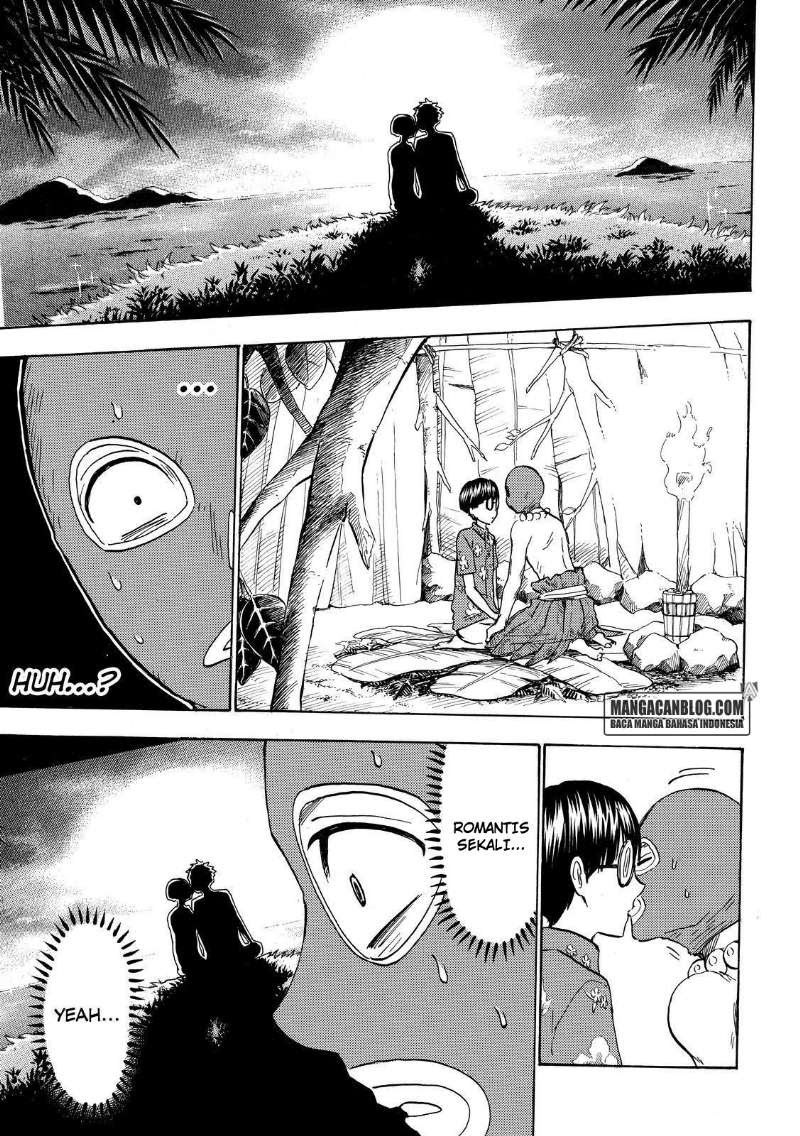 ...
HUH...?
MANGACANBLOG.COM
BACA MANGA BAHASA INDONESIA
ROMANTIS
SEKALI...
YEAH...